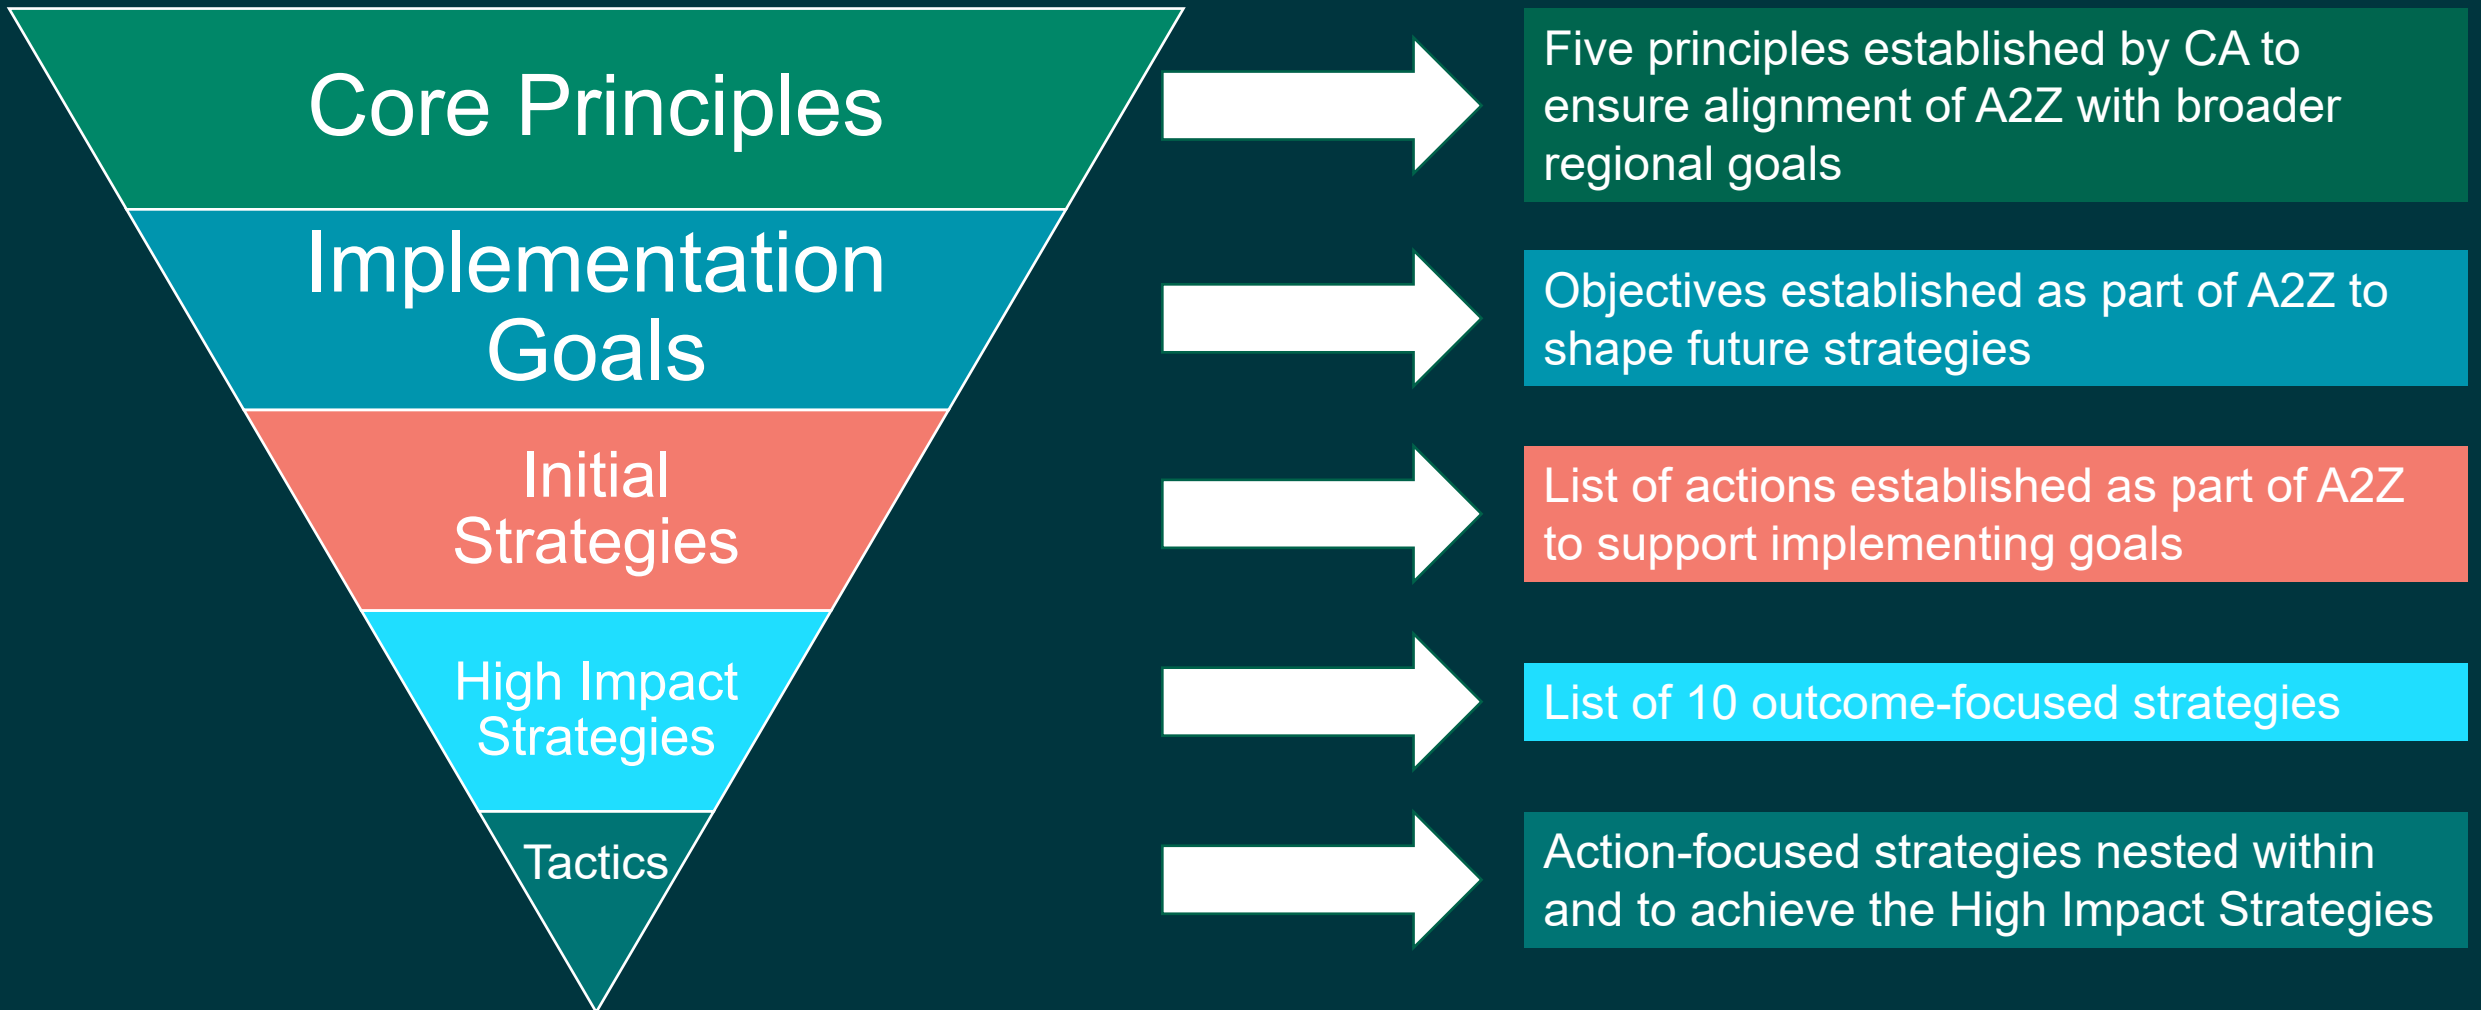 Core Principles
Five principles established by CA to
ensure alignment of A2Z with broader
regional goals
Implementation
Goals
Objectives established as part of A2Z to
shape future strategies
Initial
Strategies
List of actions established as part of A2Z
to support implementing goals
High Impact
Strategies
List of 10 outcome-focused strategies
Tactics
Action-focused strategies nested within
and to achieve the High Impact Strategies